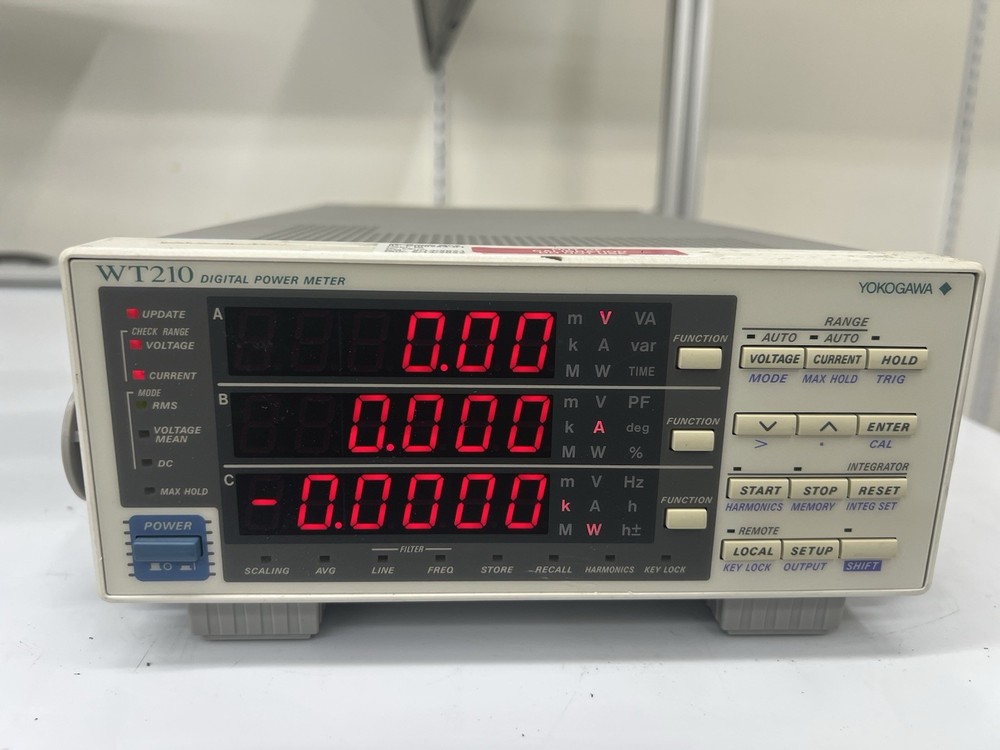 WT210 DIGITAL POWER METER
YOKOGAWA
UPDATE
CHECK RANGE
VOLTAGE
CURRENT
MODE
RMS
VOLTAGE
MEAN
DC
MAX HOLD
POWER
A 0.00 m V VA
k A var
M W TIME
FUNCTION
B 0.000 m V PF
k A deg
M W %
FUNCTION
C -0.0000 m V Hz
k A h
M W h±
FUNCTION
FILTER
SCALING AVG LINE FREQ STORE RECALL HARMONICS KEY LOCK
RANGE
AUTO AUTO
VOLTAGE CURRENT HOLD
MODE MAX HOLD TRIG
ENTER
> . CAL
INTEGRATOR
START STOP RESET
HARMONICS MEMORY INTEG SET
REMOTE
LOCAL SETUP
KEY LOCK OUTPUT SHIFT